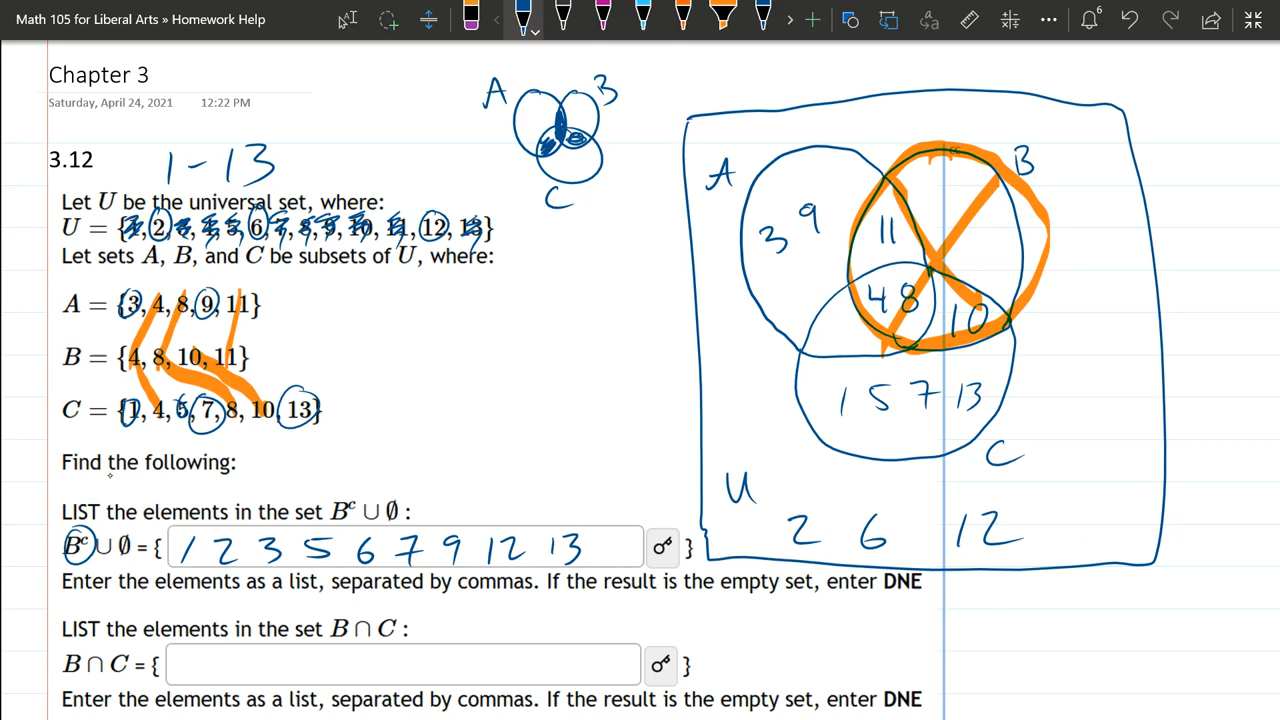 Math 105 for Liberal Arts » Homework Help
6
Chapter 3
Saturday, April 24, 2021 12:22 PM
A B
C
3.12 1 - 13
Let U be the universal set, where:
U = {1, 2, 3, 4, 5, 6, 7, 8, 9, 10, 11, 12, 13}
Let sets A, B, and C be subsets of U, where:
A = {3, 4, 8, 9, 11}
B = {4, 8, 10, 11}
C = {1, 4, 5, 7, 8, 10, 13}
Find the following:
LIST the elements in the set Bᶜ ∪ ∅ :
Bᶜ ∪ ∅ = { 1 2 3 5 6 7 9 12 13 }
Enter the elements as a list, separated by commas. If the result is the empty set, enter DNE
LIST the elements in the set B ∩ C :
B ∩ C = { }
Enter the elements as a list, separated by commas. If the result is the empty set, enter DNE
A B
3 9 11
4 8 10
1 5 7 13
C
U
2 6 12